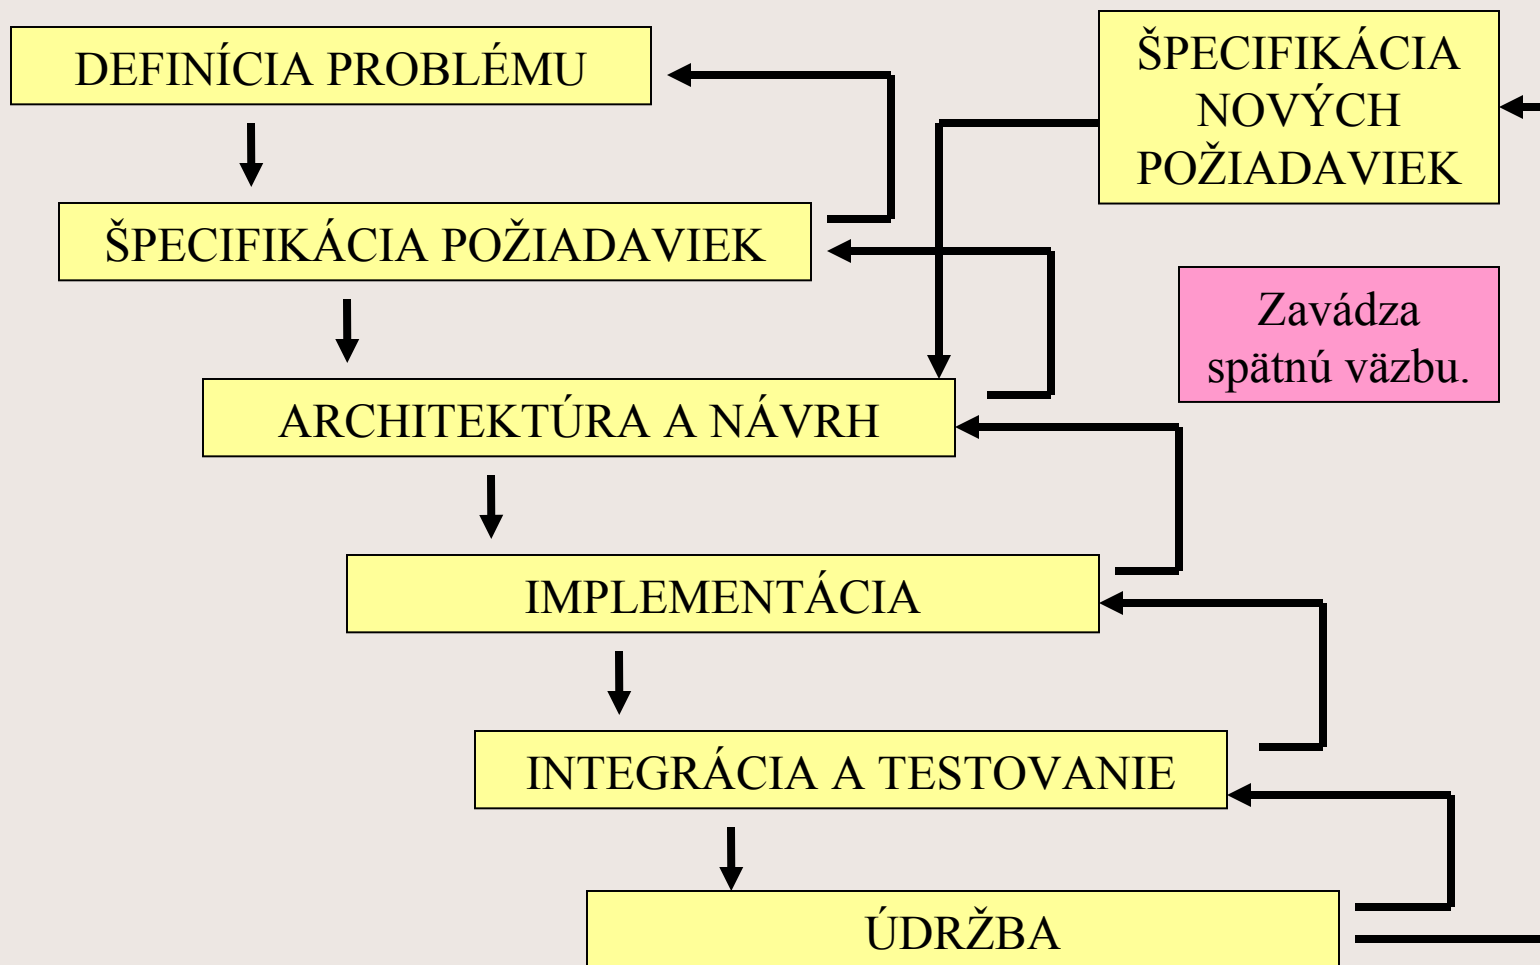 DEFINÍCIA PROBLÉMU
ŠPECIFIKÁCIA
NOVÝCH
POŽIADAVIEK
ŠPECIFIKÁCIA POŽIADAVIEK
Zavádza
spätnú väzbu.
ARCHITEKTÚRA A NÁVRH
IMPLEMENTÁCIA
INTEGRÁCIA A TESTOVANIE
ÚDRŽBA